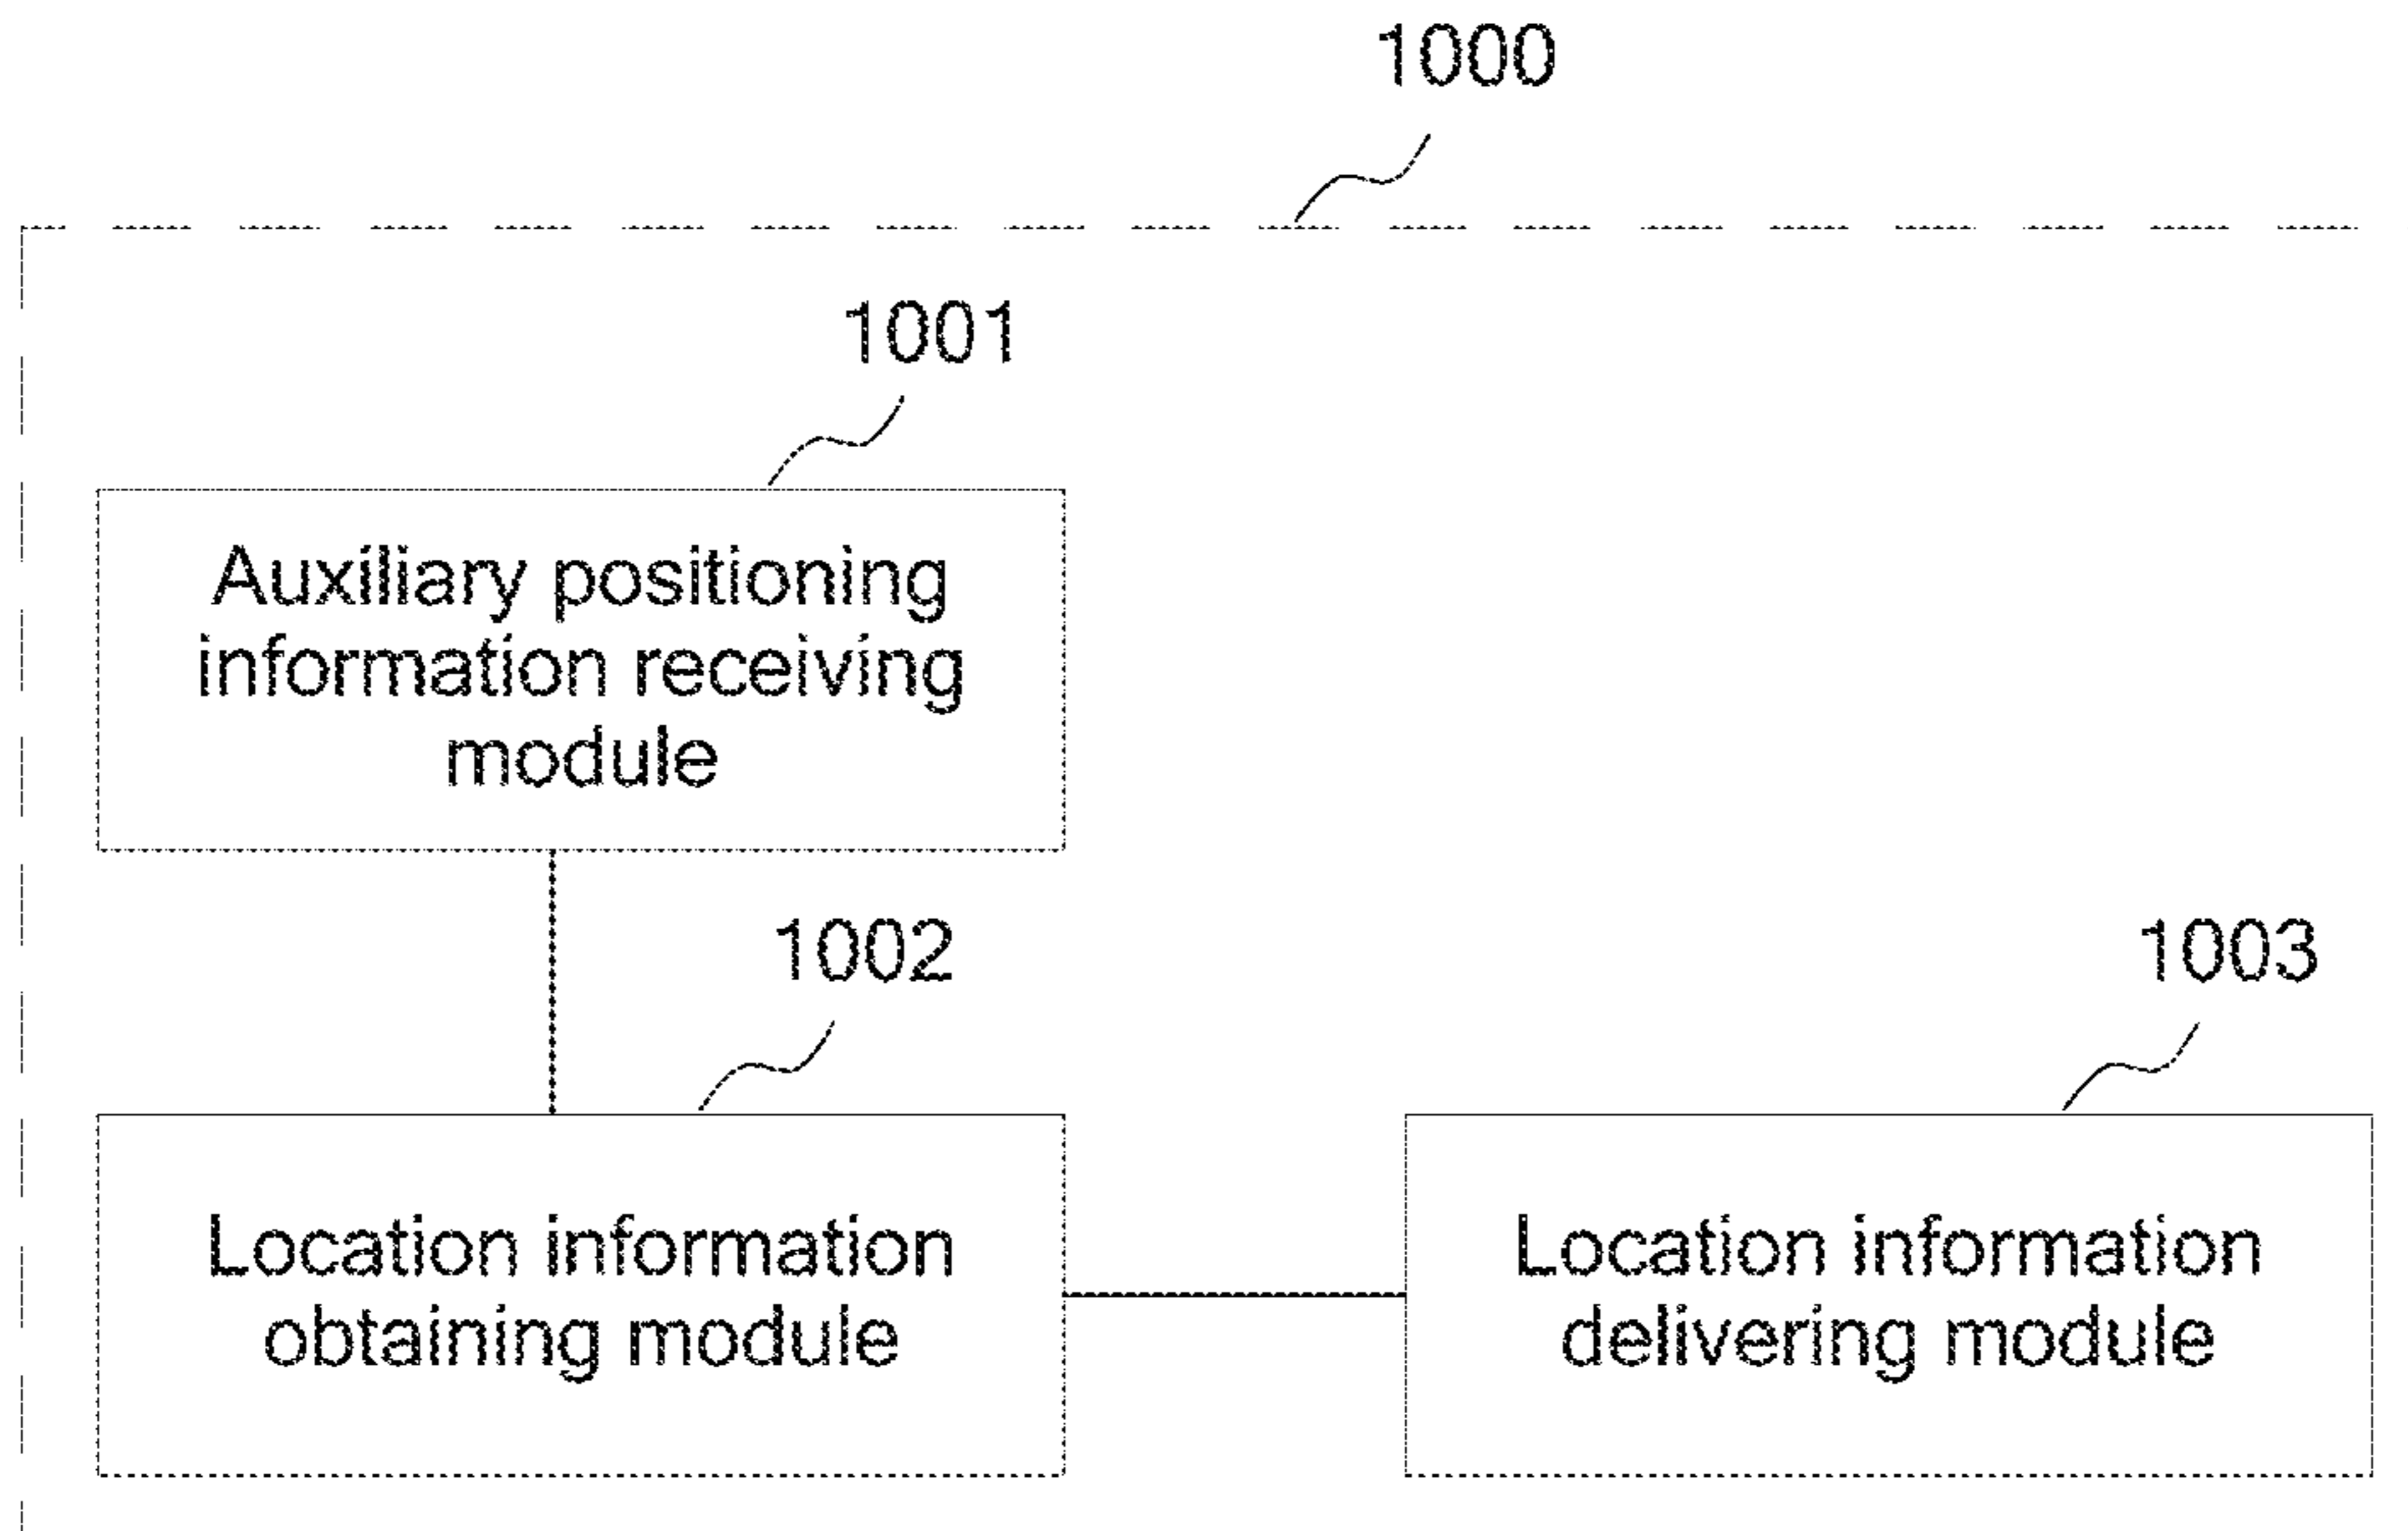 1000
1001
Auxiliary positioning
information receiving
module
1002
1003
Location information
obtaining module
Location information
delivering module